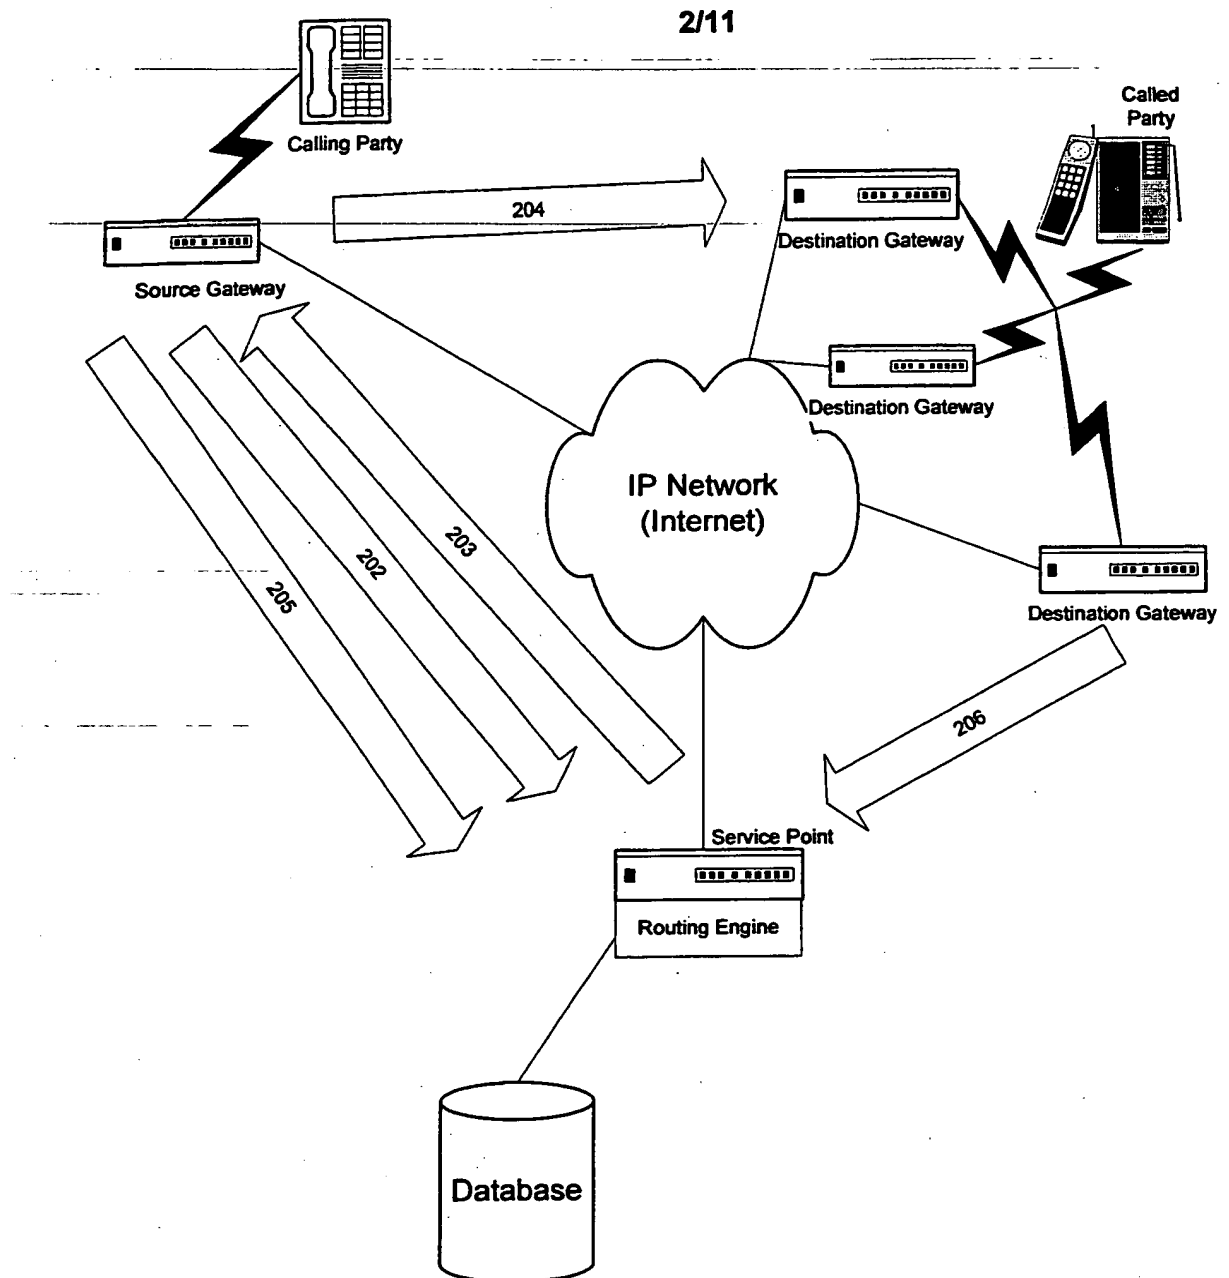 2/11
Calling Party
Called
Party
204
Destination Gateway
Source Gateway
Destination Gateway
IP Network
(Internet)
203
202
205
Destination Gateway
206
Service Point
Routing Engine
Database